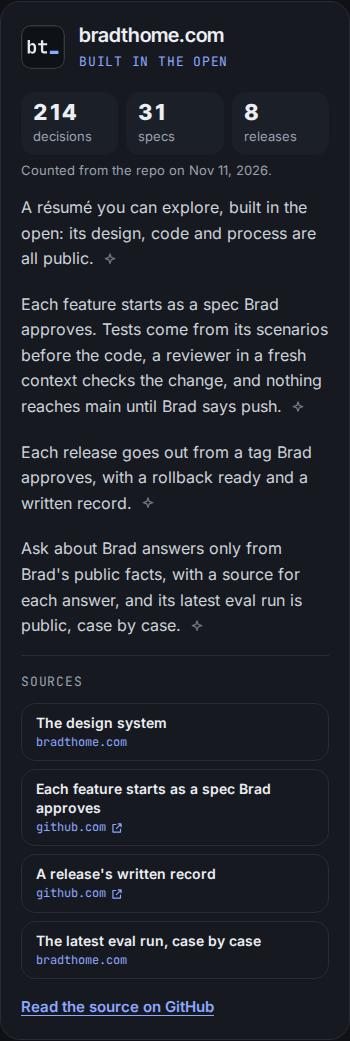 bt_
bradthome.com
BUILT IN THE OPEN
214
decisions
31
specs
8
releases
Counted from the repo on Nov 11, 2026.
A résumé you can explore, built in the
open: its design, code and process are
all public.
Each feature starts as a spec Brad
approves. Tests come from its scenarios
before the code, a reviewer in a fresh
context checks the change, and nothing
reaches main until Brad says push.
Each release goes out from a tag Brad
approves, with a rollback ready and a
written record.
Ask about Brad answers only from
Brad's public facts, with a source for
each answer, and its latest eval run is
public, case by case.
SOURCES
The design system
bradthome.com
Each feature starts as a spec Brad
approves
github.com
A release's written record
github.com
The latest eval run, case by case
bradthome.com
Read the source on GitHub